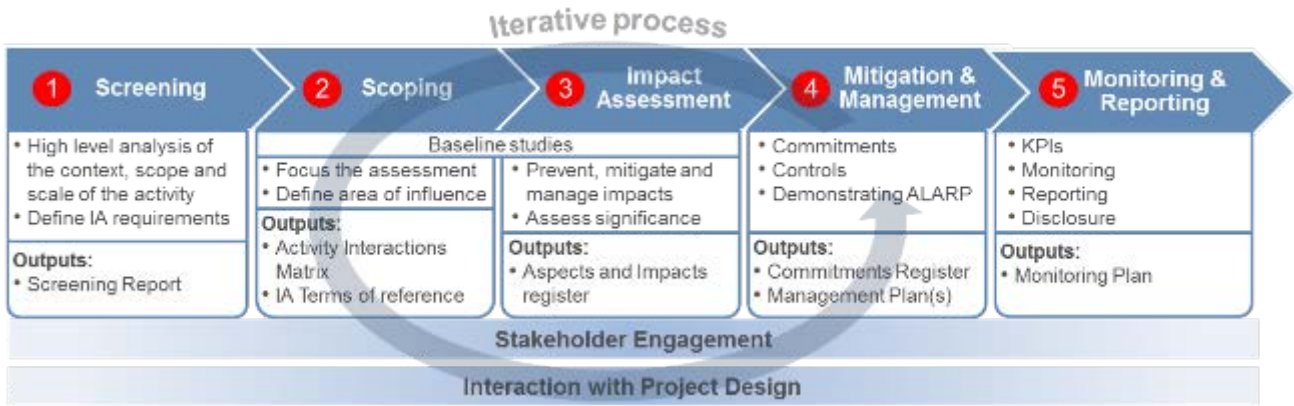 Iterative process
1 Screening
2 Scoping
3 Impact
Assessment
4 Mitigation &
Management
5 Monitoring &
Reporting
• High level analysis of
the context, scope and
scale of the activity
• Define IA requirements
Outputs:
• Screening Report
Baseline studies
• Focus the assessment
• Define area of influence
Outputs:
• Activity Interactions
Matrix
• IA Terms of reference
• Prevent, mitigate and
manage impacts
• Assess significance
Outputs:
• Aspects and Impacts
register
• Commitments
• Controls
• Demonstrating ALARP
Outputs:
• Commitments Register
• Management Plan(s)
• KPIs
• Monitoring
• Reporting
• Disclosure
Outputs:
• Monitoring Plan
Stakeholder Engagement
Interaction with Project Design